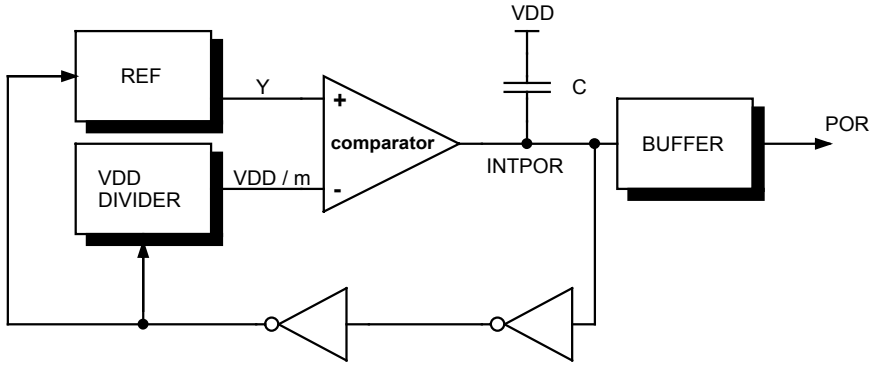 VDD
REF
Y
+
C
comparator
POR
BUFFER
INTPOR
VDD
DIVIDER
VDD / m
-